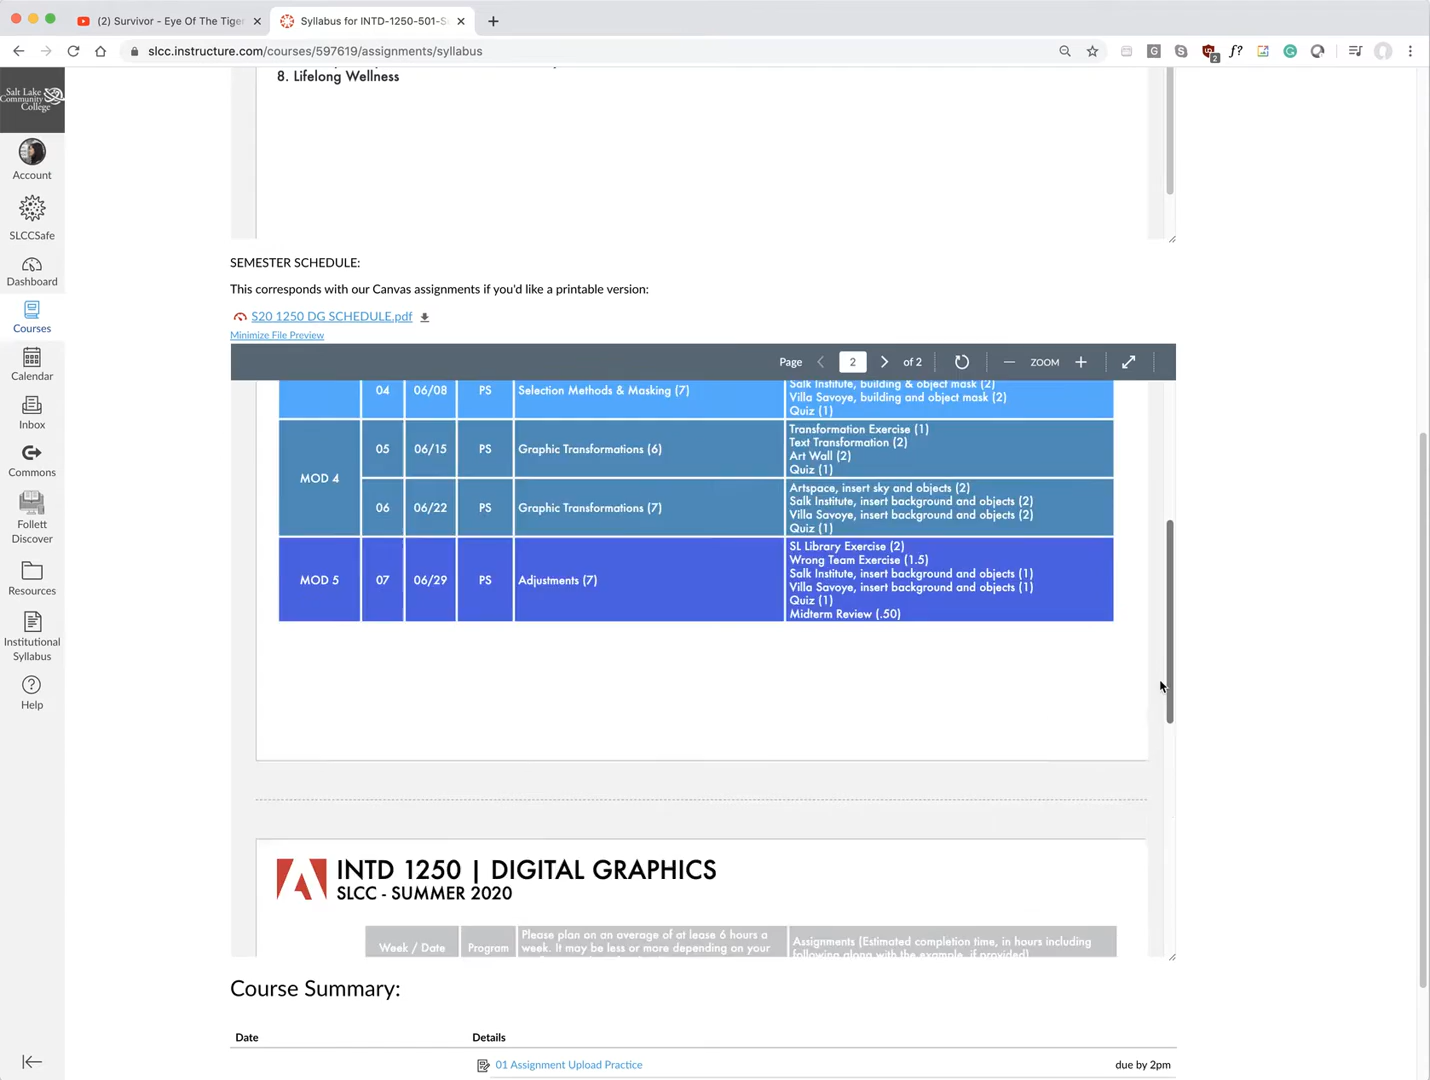 (2) Survivor - Eye Of The Tiger
Syllabus for INTD-1250-501-S
slcc.instructure.com/courses/597619/assignments/syllabus
G
S
2
f?
G
Salt Lake
Community
College
Account
SLCCSafe
Dashboard
Courses
Calendar
Inbox
Commons
Follett
Discover
Resources
Institutional
Syllabus
Help
8. Lifelong Wellness
SEMESTER SCHEDULE:
This corresponds with our Canvas assignments if you'd like a printable version:
S20 1250 DG SCHEDULE.pdf
Minimize File Preview
Page 2 of 2 ZOOM
04 06/08 PS Selection Methods & Masking (7)
Salk Institute, building & object mask (2)
Villa Savoye, building and object mask (2)
Quiz (1)
MOD 4
05 06/15 PS Graphic Transformations (6)
Transformation Exercise (1)
Text Transformation (2)
Art Wall (2)
Quiz (1)
06 06/22 PS Graphic Transformations (7)
Artspace, insert sky and objects (2)
Salk Institute, insert background and objects (2)
Villa Savoye, insert background and objects (2)
Quiz (1)
MOD 5 07 06/29 PS Adjustments (7)
SL Library Exercise (2)
Wrong Team Exercise (1.5)
Salk Institute, insert background and objects (1)
Villa Savoye, insert background and objects (1)
Quiz (1)
Midterm Review (.50)
INTD 1250 | DIGITAL GRAPHICS
SLCC - SUMMER 2020
Week / Date
Program
Please plan on an average of at lease 6 hours a
week. It may be less or more depending on your
Assignments (Estimated completion time, in hours including
following along with the example, if provided)
Course Summary:
Date Details
01 Assignment Upload Practice due by 2pm